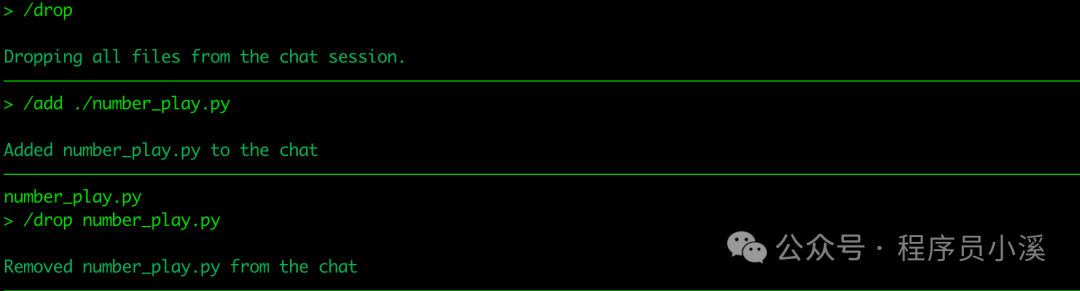 > /drop
Dropping all files from the chat session.
> /add ./number_play.py
Added number_play.py to the chat
number_play.py
> /drop number_play.py
Removed number_play.py from the chat
公众号 · 程序员小溪